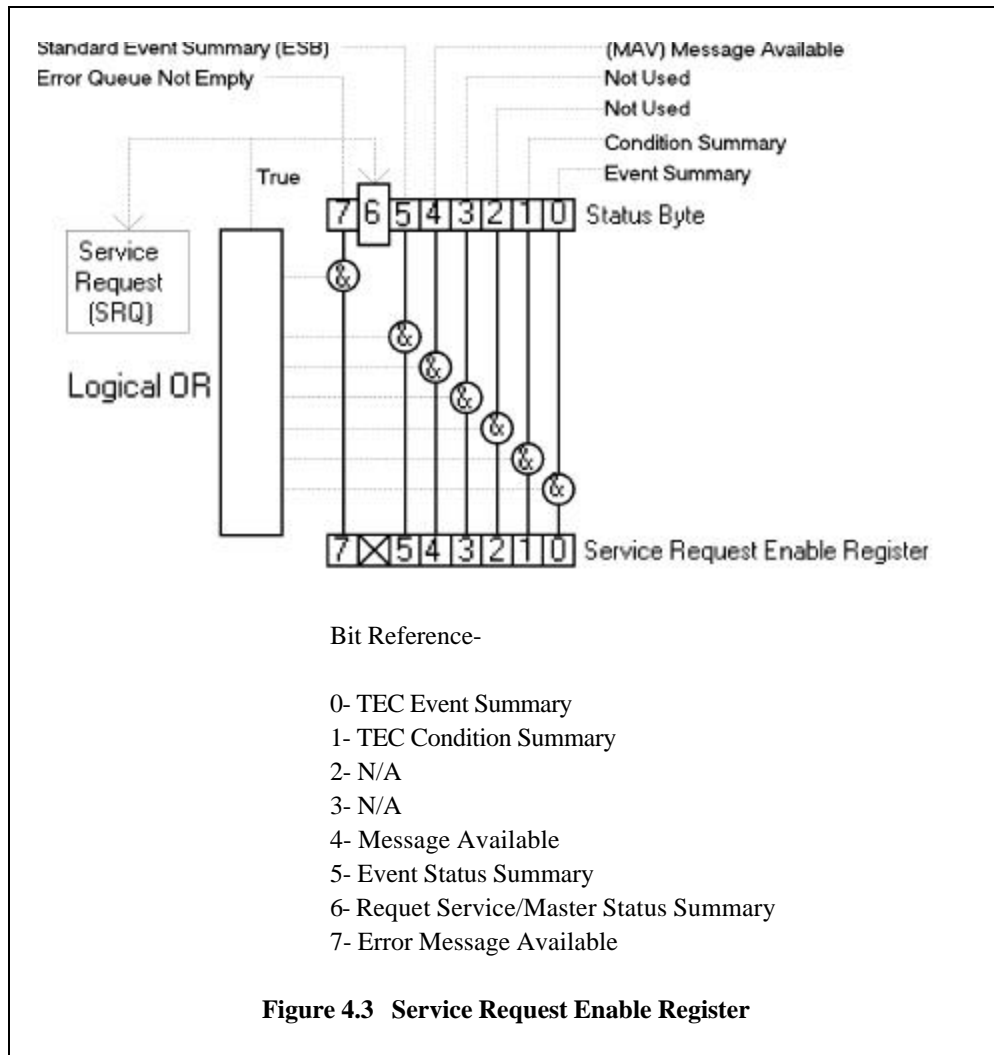 Standard Event Summary (ESB)
Error Queue Not Empty
(MAV) Message Available
Not Used
Not Used
Condition Summary
Event Summary
True
7 6 5 4 3 2 1 0 Status Byte
Service
Request
(SRQ)
&
&
&
&
&
&
&
Logical OR
7 5 4 3 2 1 0 Service Request Enable Register
Bit Reference-
0- TEC Event Summary
1- TEC Condition Summary
2- N/A
3- N/A
4- Message Available
5- Event Status Summary
6- Requet Service/Master Status Summary
7- Error Message Available
Figure 4.3 Service Request Enable Register